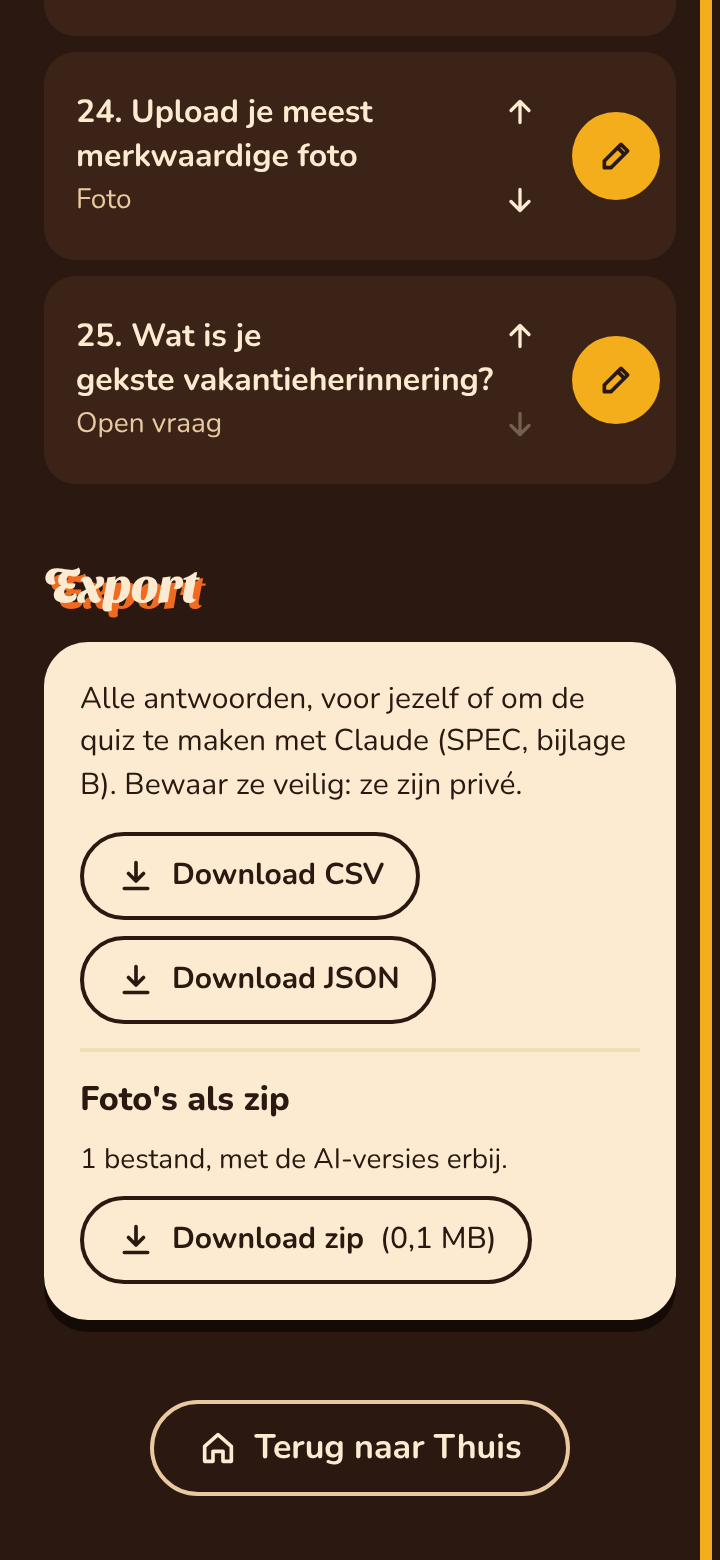 24. Upload je meest
merkwaardige foto
Foto
25. Wat is je
gekste vakantieherinnering?
Open vraag
Export
Alle antwoorden, voor jezelf of om de
quiz te maken met Claude (SPEC, bijlage
B). Bewaar ze veilig: ze zijn privé.
Download CSV
Download JSON
Foto's als zip
1 bestand, met de AI-versies erbij.
Download zip (0,1 MB)
Terug naar Thuis